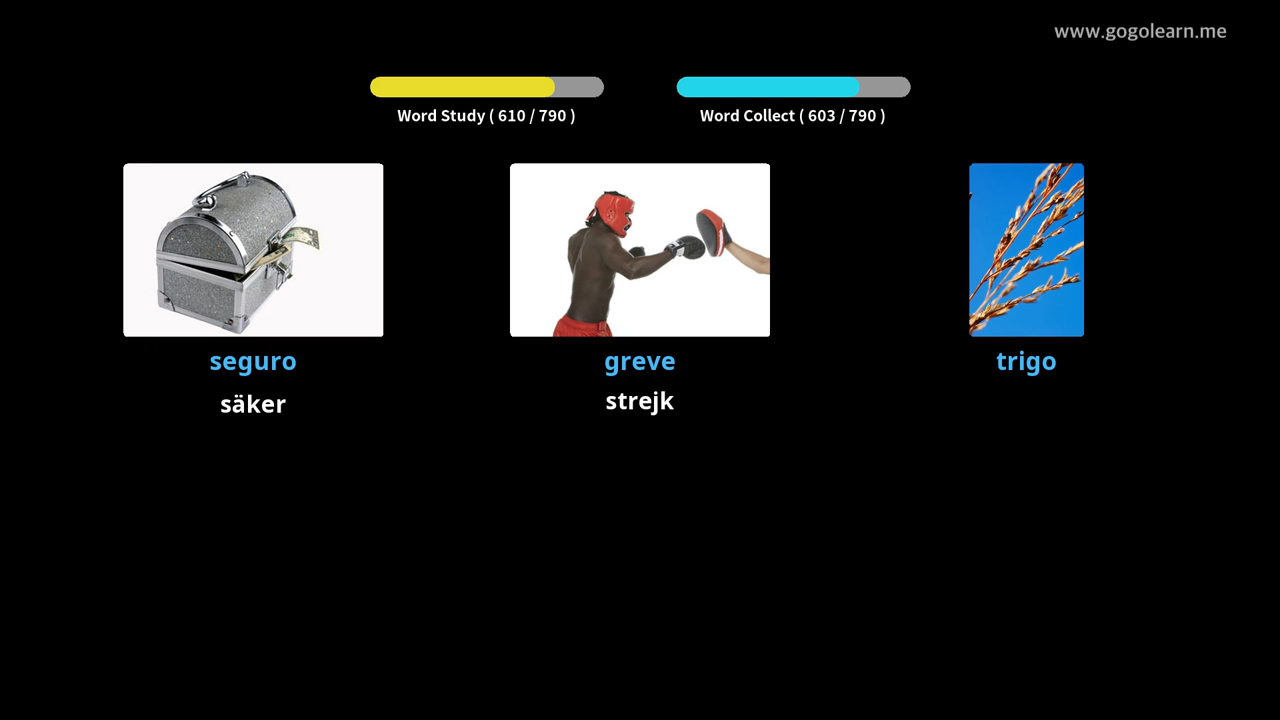 www.gogolearn.me
Word Study ( 610 / 790 )
Word Collect ( 603 / 790 )
seguro
greve
trigo
säker
strejk